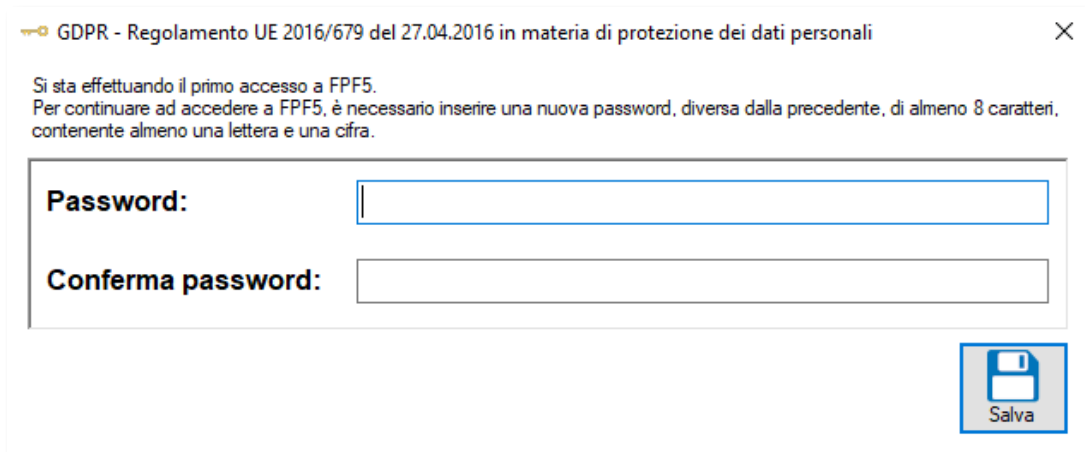 GDPR - Regolamento UE 2016/679 del 27.04.2016 in materia di protezione dei dati personali
Si sta effettuando il primo accesso a FPF5.
Per continuare ad accedere a FPF5, è necessario inserire una nuova password, diversa dalla precedente, di almeno 8 caratteri,
contenente almeno una lettera e una cifra.
Password:
Conferma password:
Salva